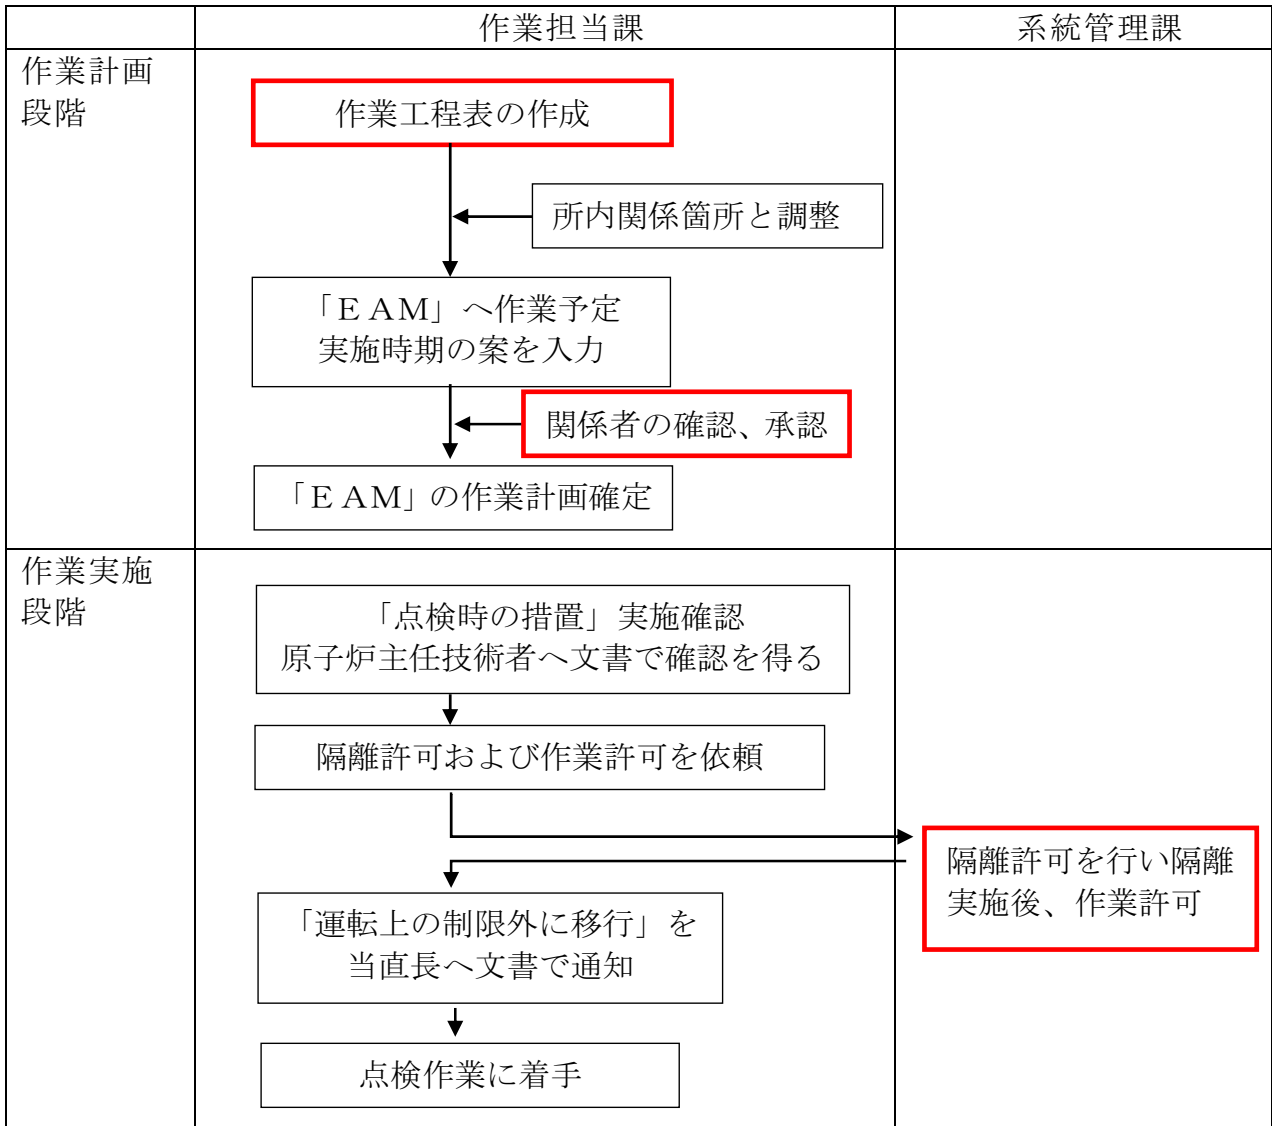 作業担当課
系統管理課
作業計画
段階
作業工程表の作成
所内関係箇所と調整
「ＥＡＭ」へ作業予定
実施時期の案を入力
関係者の確認、承認
「ＥＡＭ」の作業計画確定
作業実施
段階
「点検時の措置」実施確認
原子炉主任技術者へ文書で確認を得る
隔離許可および作業許可を依頼
隔離許可を行い隔離
実施後、作業許可
「運転上の制限外に移行」を
当直長へ文書で通知
点検作業に着手